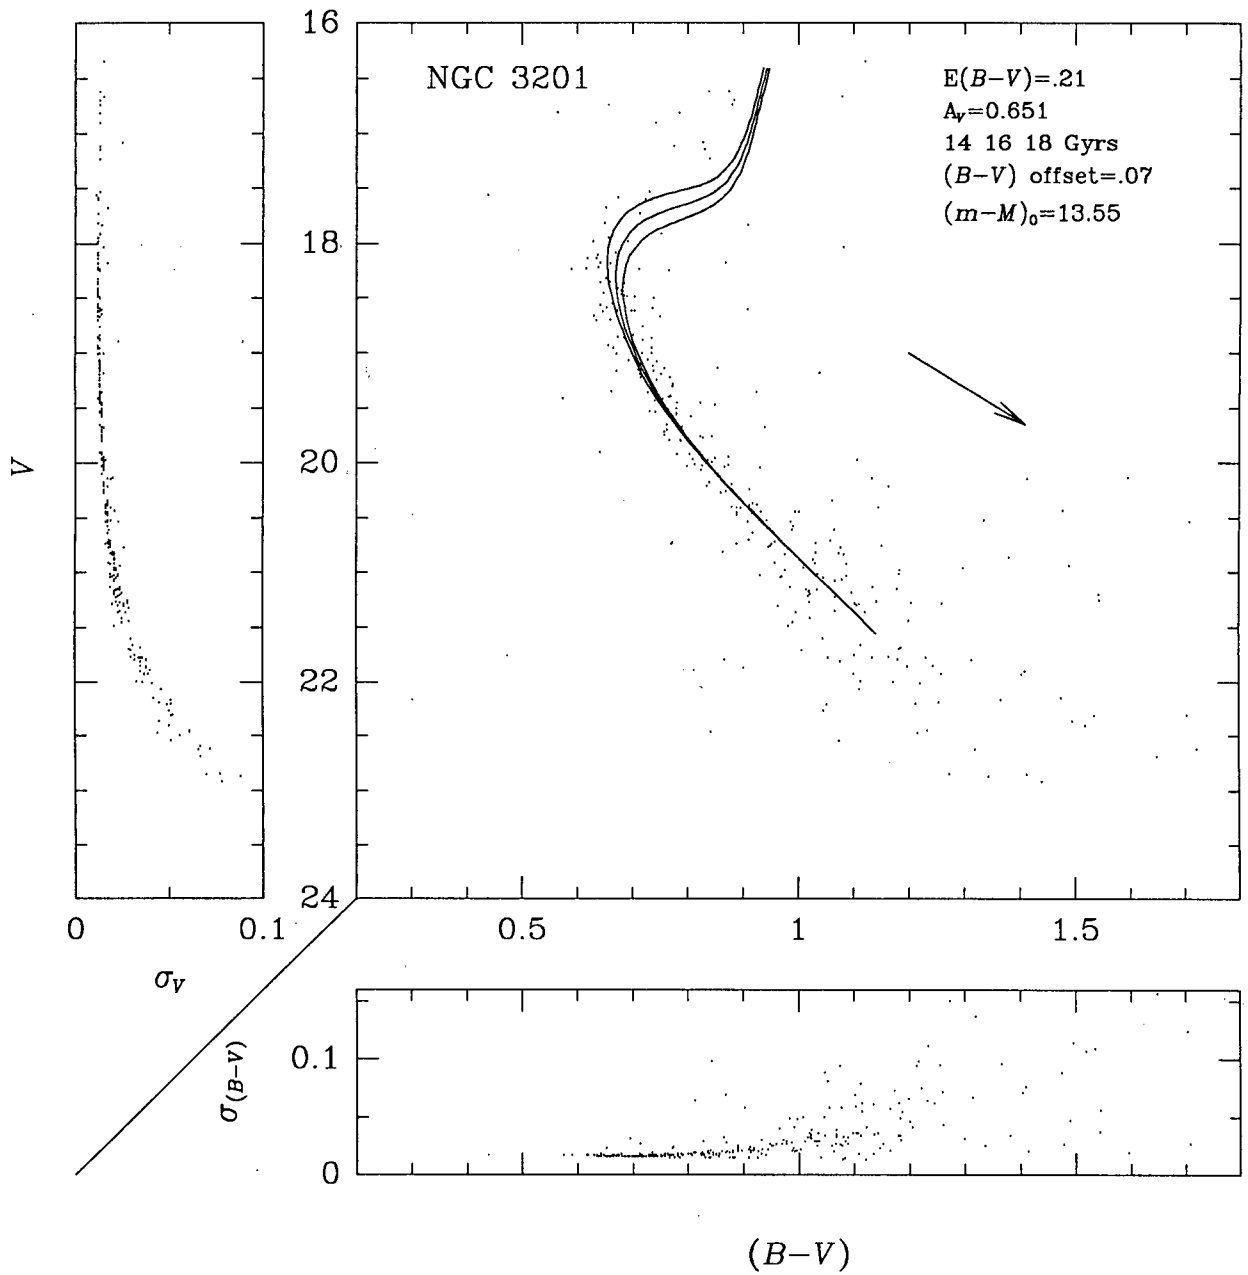 NGC 3201
E(B−V)=.21
A_V=0.651
14 16 18 Gyrs
(B−V) offset=.07
(m−M)₀=13.55
16
18
20
22
24
V
0
0.1
σ_V
0.5
1
1.5
0.1
0
σ_(B−V)
(B−V)